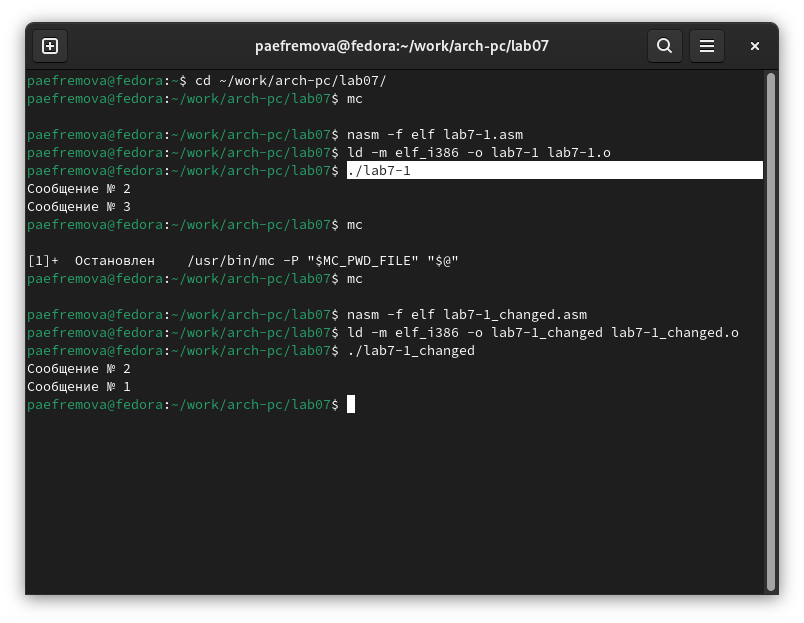 paefremova@fedora:~/work/arch-pc/lab07
paefremova@fedora:~$ cd ~/work/arch-pc/lab07/
paefremova@fedora:~/work/arch-pc/lab07$ mc
paefremova@fedora:~/work/arch-pc/lab07$ nasm -f elf lab7-1.asm
paefremova@fedora:~/work/arch-pc/lab07$ ld -m elf_i386 -o lab7-1 lab7-1.o
paefremova@fedora:~/work/arch-pc/lab07$ ./lab7-1
Сообщение № 2
Сообщение № 3
paefremova@fedora:~/work/arch-pc/lab07$ mc
[1]+  Остановлен    /usr/bin/mc -P "$MC_PWD_FILE" "$@"
paefremova@fedora:~/work/arch-pc/lab07$ mc
paefremova@fedora:~/work/arch-pc/lab07$ nasm -f elf lab7-1_changed.asm
paefremova@fedora:~/work/arch-pc/lab07$ ld -m elf_i386 -o lab7-1_changed lab7-1_changed.o
paefremova@fedora:~/work/arch-pc/lab07$ ./lab7-1_changed
Сообщение № 2
Сообщение № 1
paefremova@fedora:~/work/arch-pc/lab07$